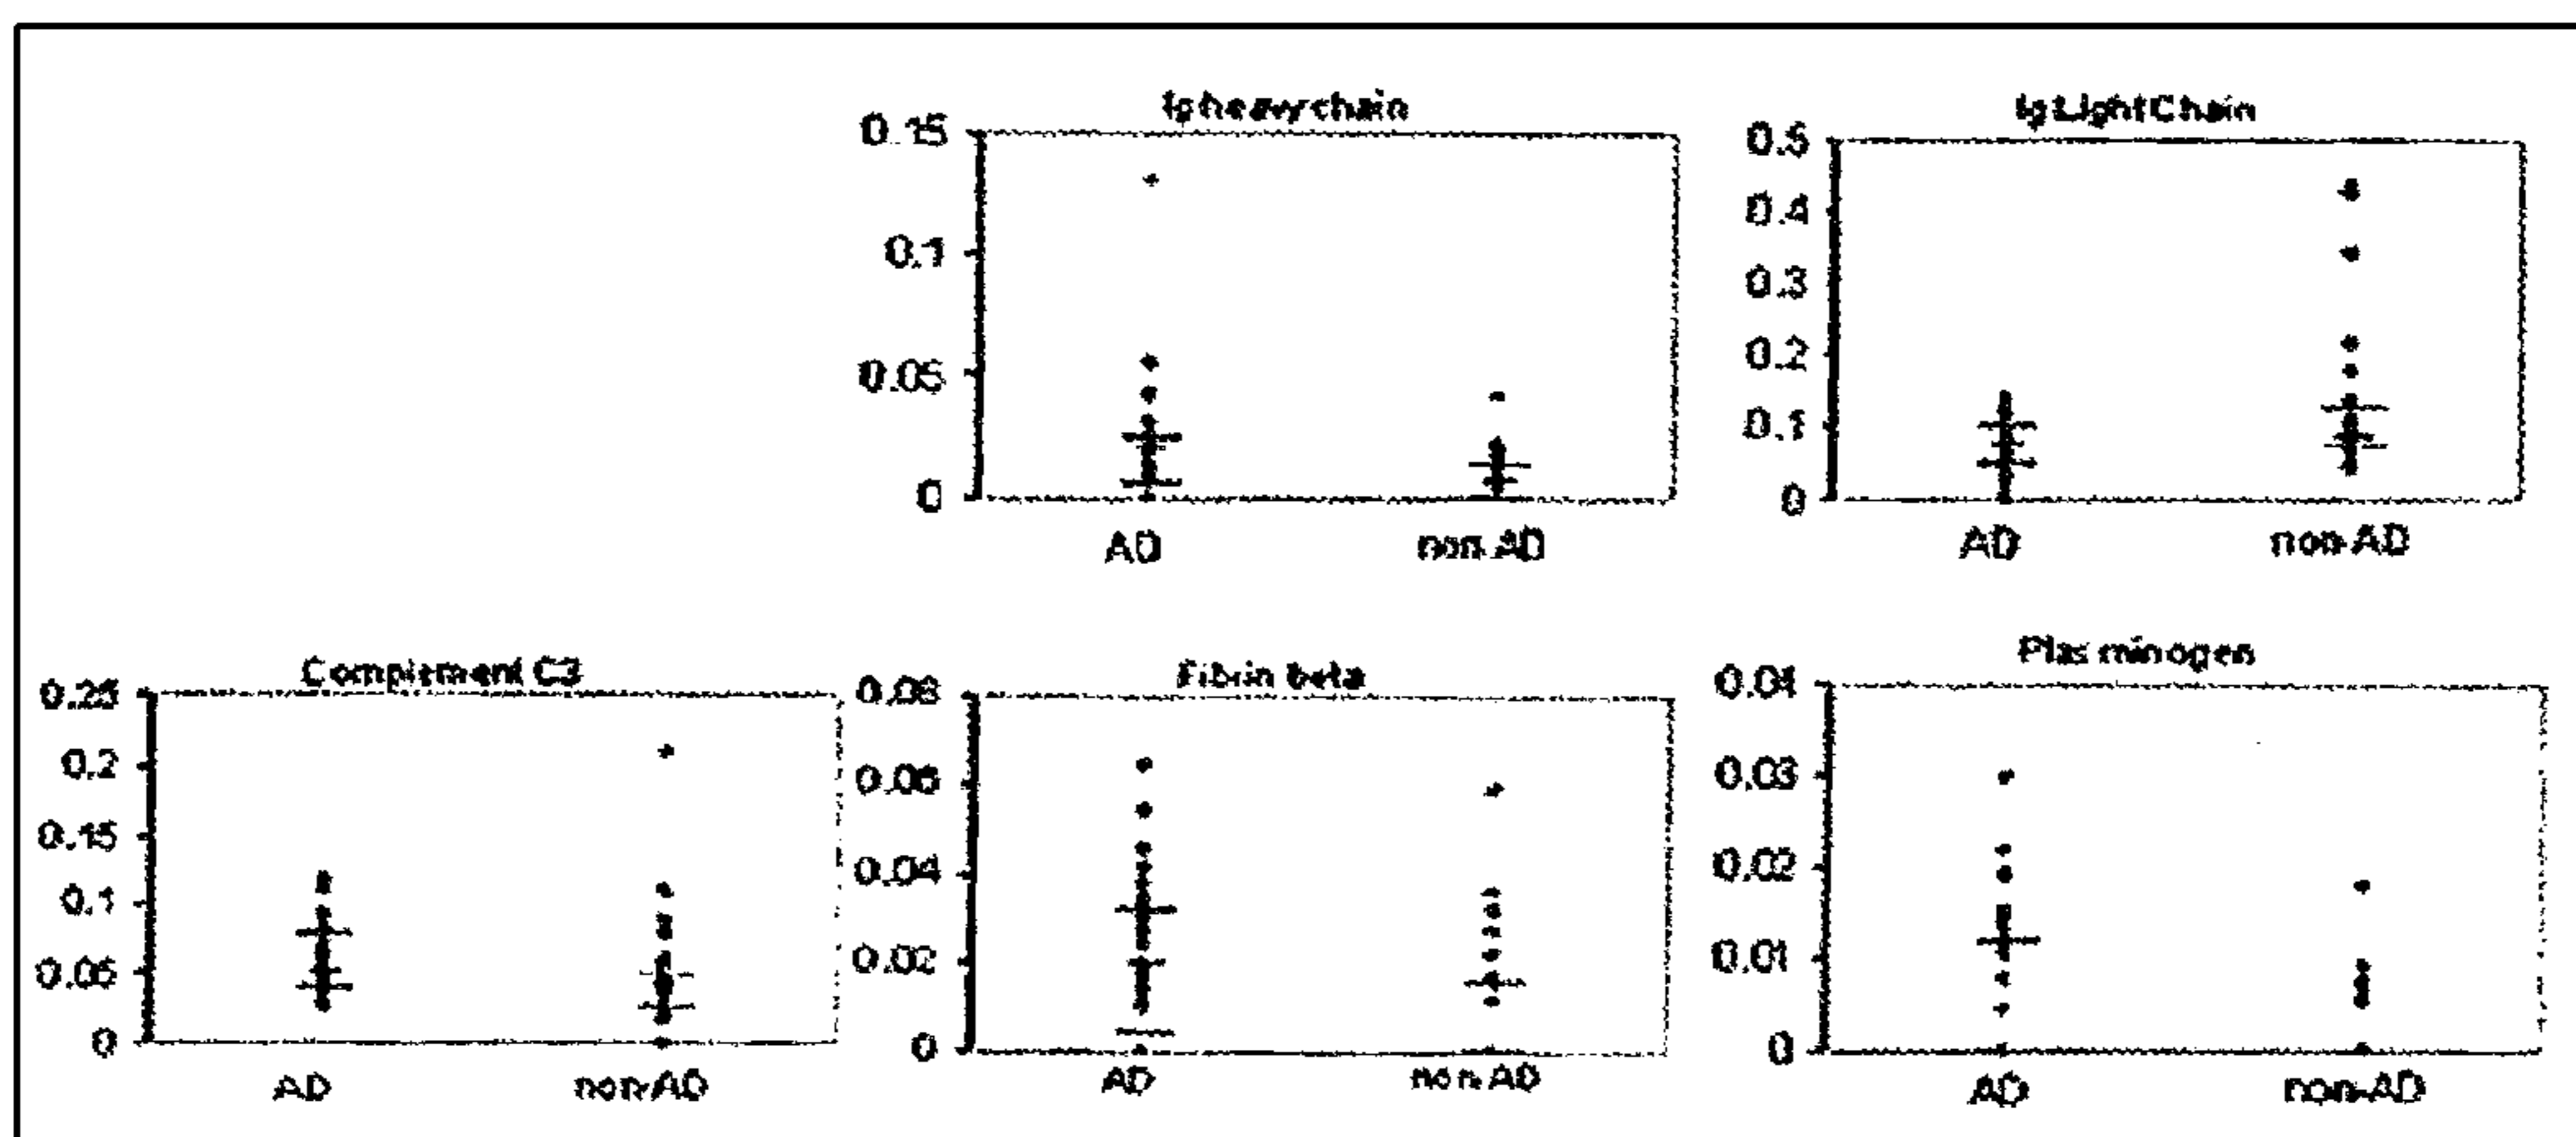 Ig heavy chain
0.15
0.1
0.05
0
AD non-AD
Ig Light Chain
0.5
0.4
0.3
0.2
0.1
0
AD non-AD
Complement C3
0.25
0.2
0.15
0.1
0.05
0
AD non-AD
Fibrin beta
0.08
0.06
0.04
0.02
0
AD non-AD
Plasminogen
0.04
0.03
0.02
0.01
0
AD non-AD